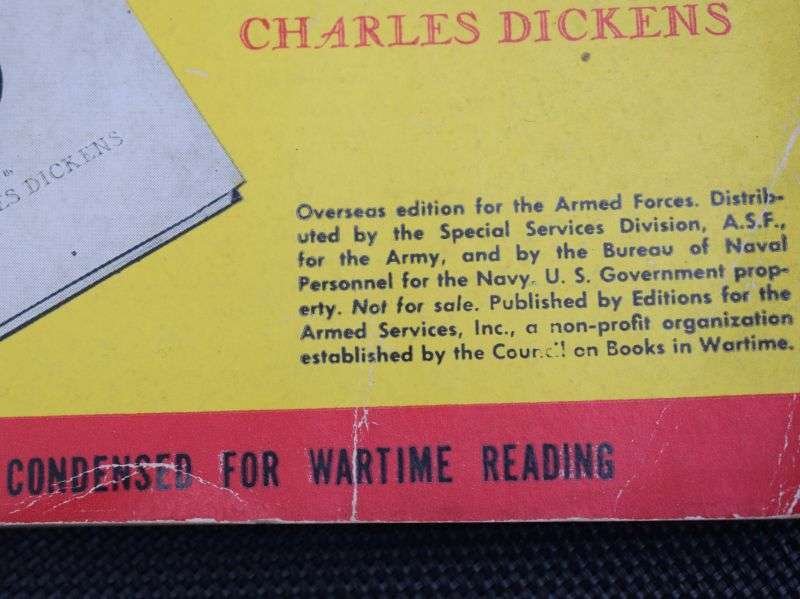 CHARLES DICKENS
ES DICKENS
Overseas edition for the Armed Forces. Distrib-
uted by the Special Services Division, A.S.F.,
for the Army, and by the Bureau of Naval
Personnel for the Navy. U. S. Government prop-
erty. Not for sale. Published by Editions for the
Armed Services, Inc., a non-profit organization
established by the Council on Books in Wartime.
CONDENSED FOR WARTIME READING